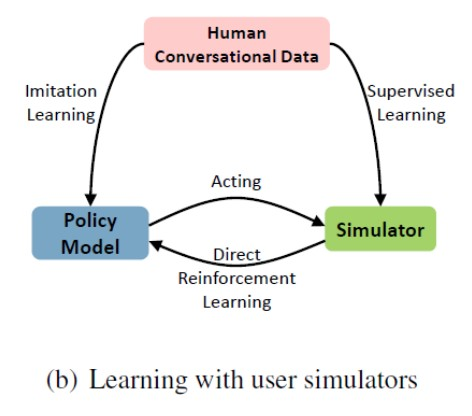 Human
Conversational Data
Imitation
Learning
Supervised
Learning
Acting
Policy
Model
Simulator
Direct
Reinforcement
Learning
(b) Learning with user simulators